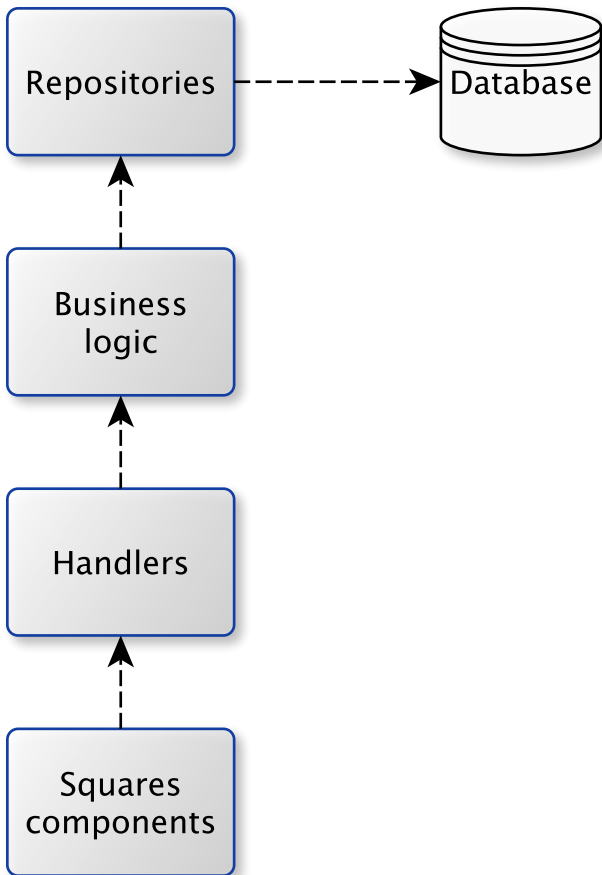 Repositories
Database
Business
logic
Handlers
Squares
components